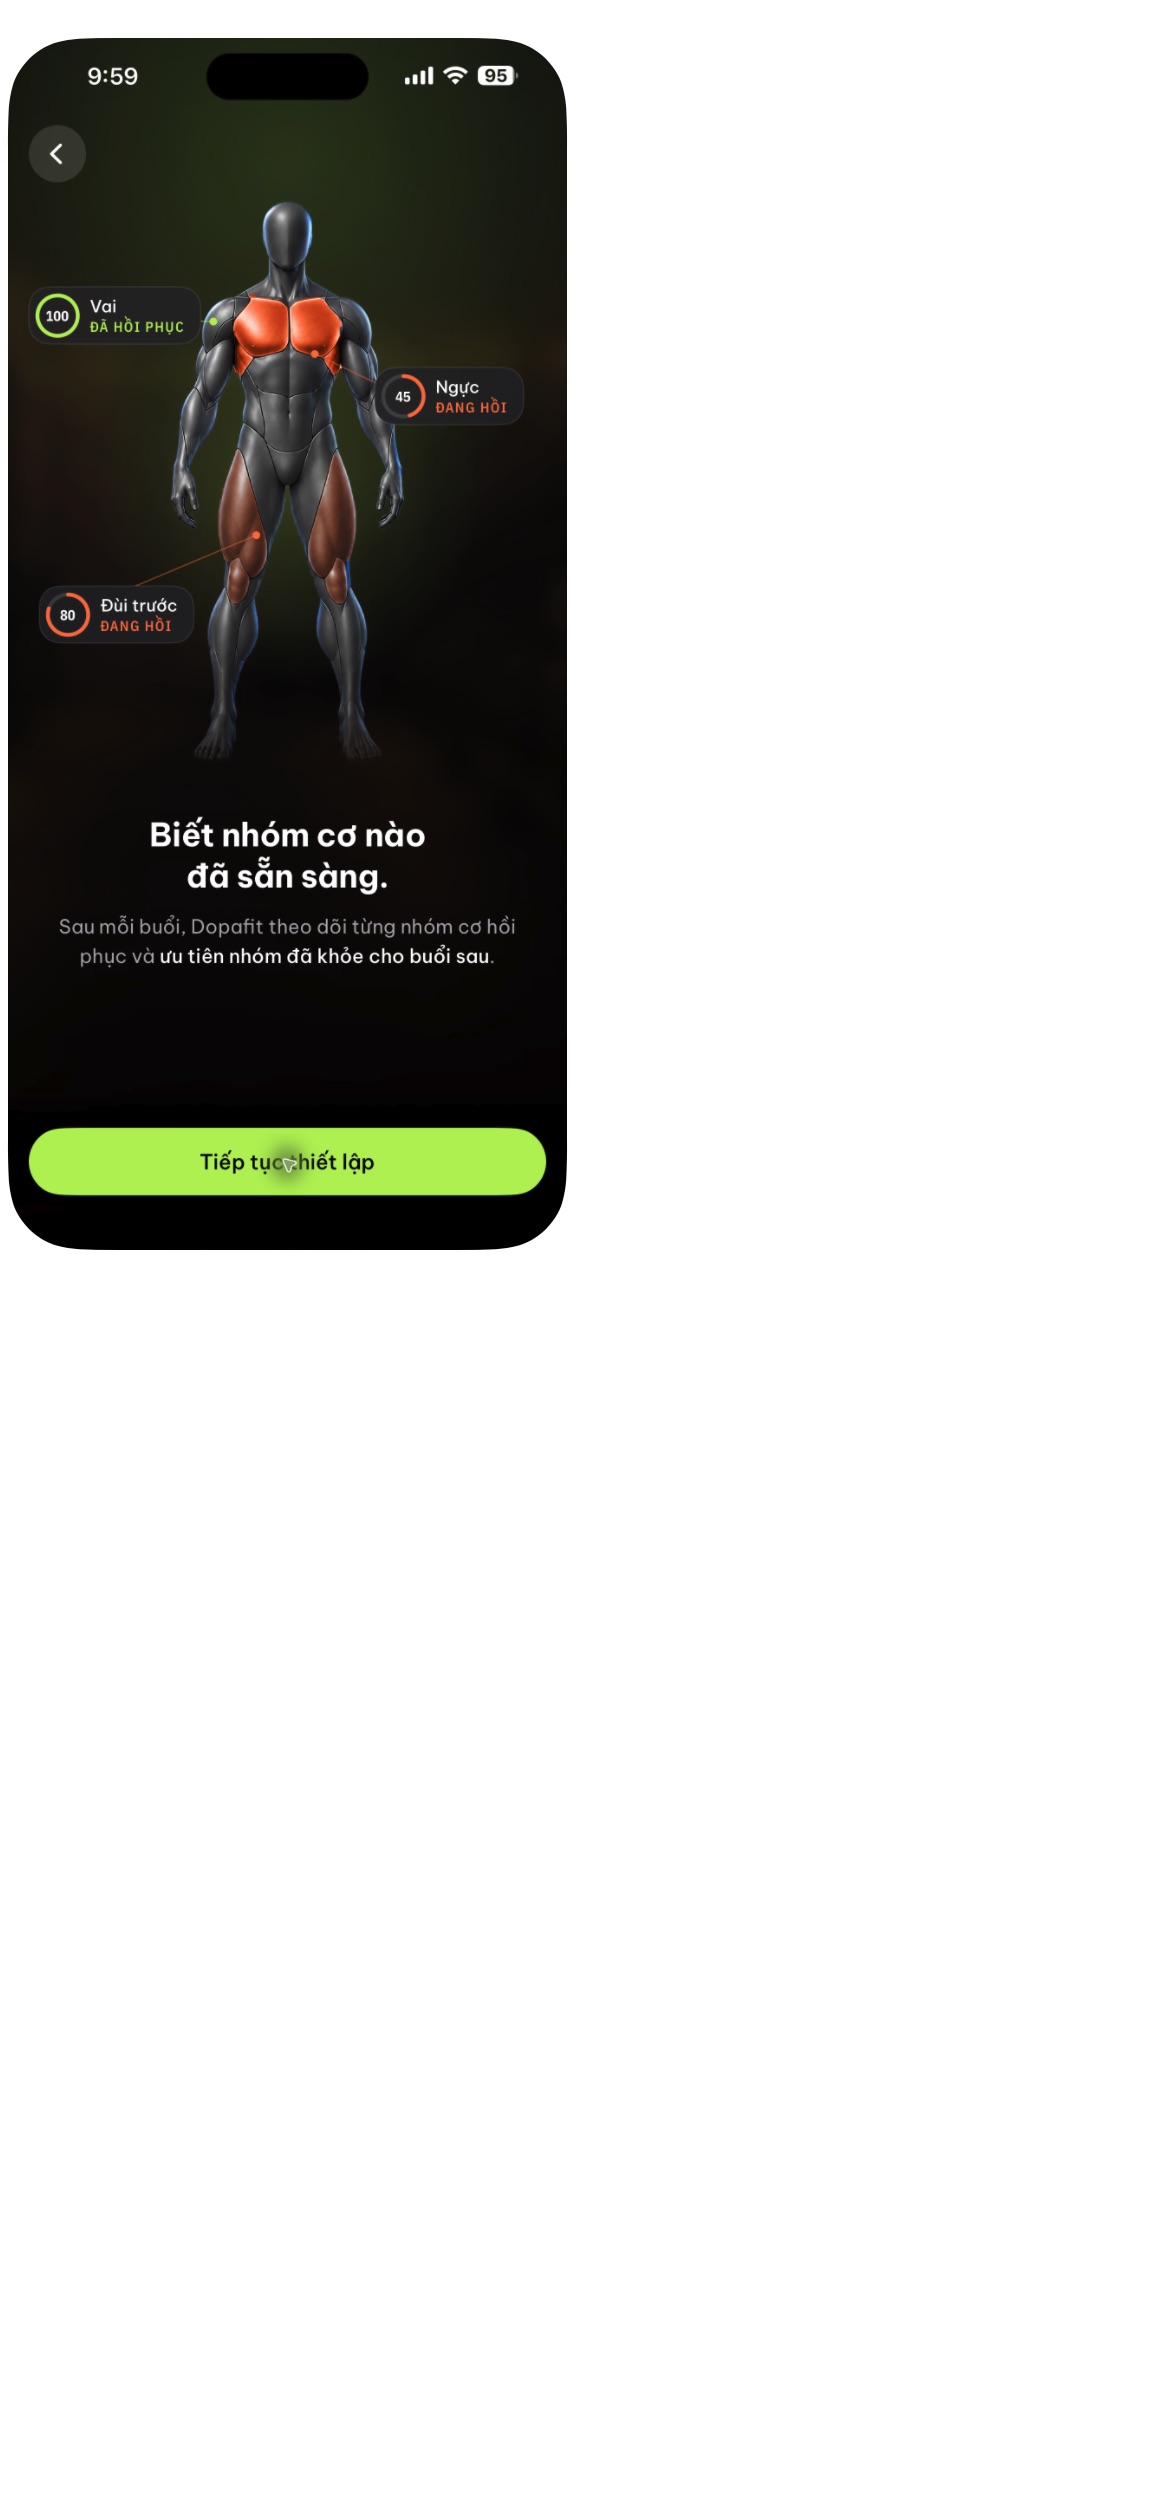 9:59
95
100
Vai
ĐÃ HỒI PHỤC
45
Ngực
ĐANG HỒI
80
Đùi trước
ĐANG HỒI
Biết nhóm cơ nào
đã sẵn sàng.
Sau mỗi buổi, Dopafit theo dõi từng nhóm cơ hồi
phục và ưu tiên nhóm đã khỏe cho buổi sau.
Tiếp tục thiết lập